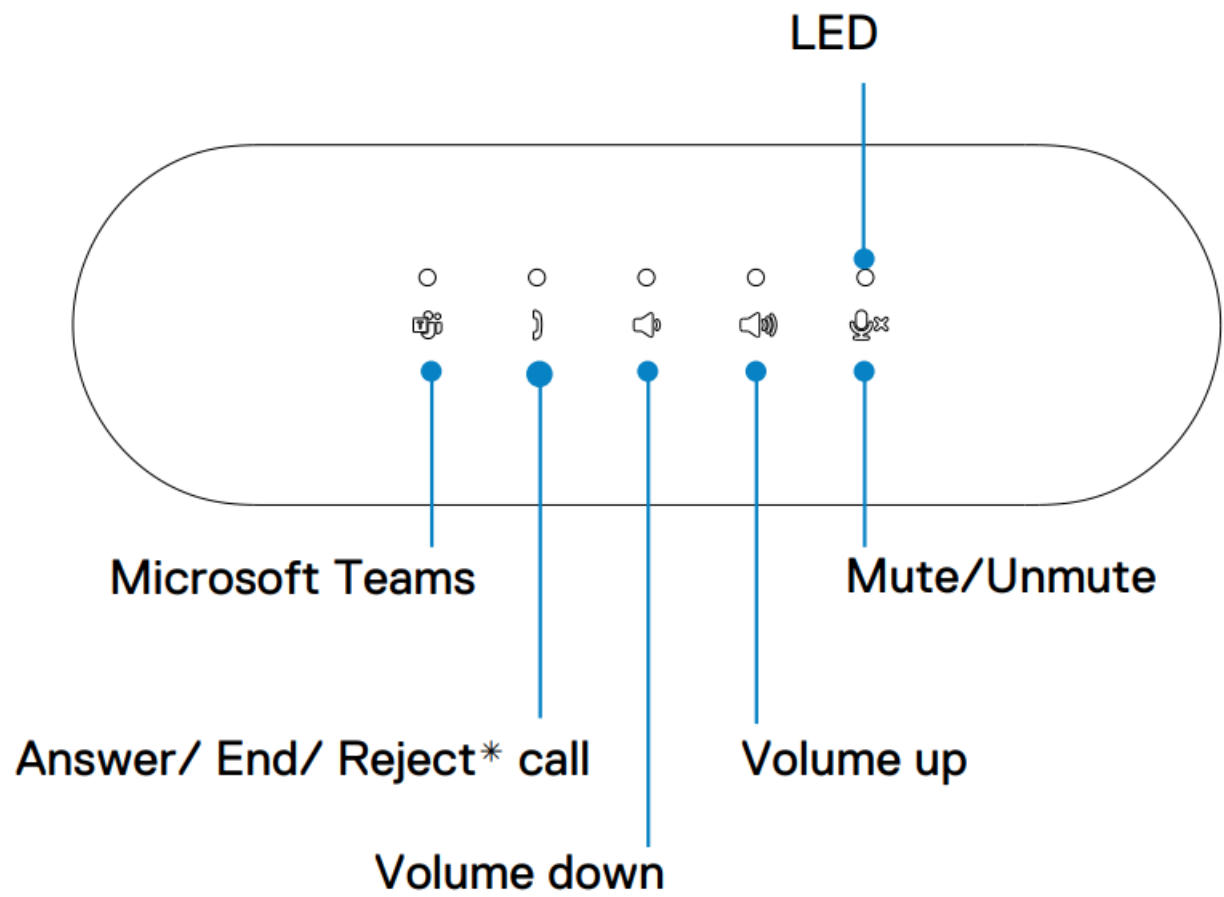 LED
Microsoft Teams
Mute/Unmute
Answer/ End/ Reject* call
Volume up
Volume down